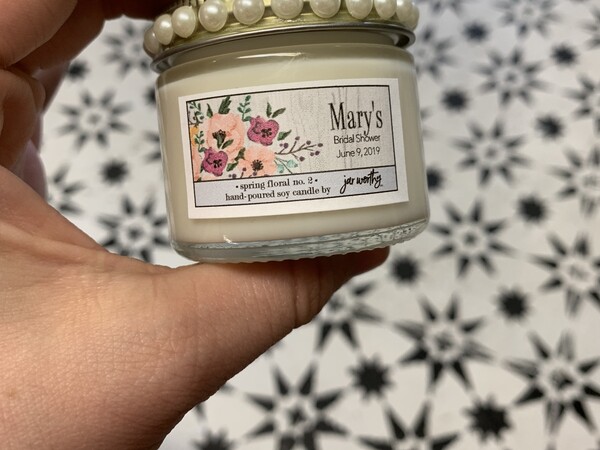 Mary's
Bridal Shower
June 9, 2019
• spring floral no. 2 •
hand-poured soy candle by
jar worthy